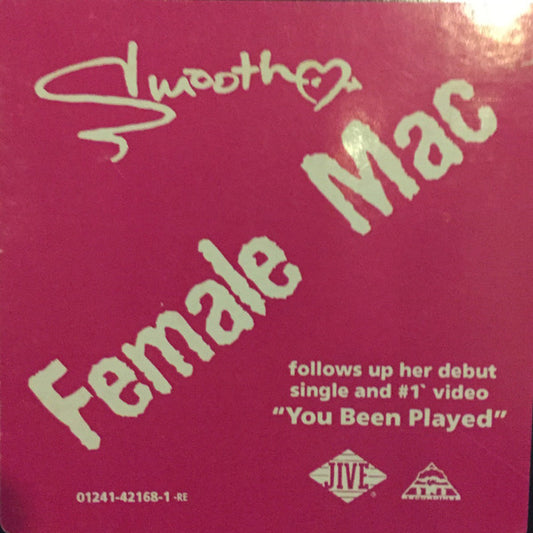 Smooth
Female Mac
follows up her debut
single and #1` video
“You Been Played”
JIVE
®
01241-42168-1 -RE